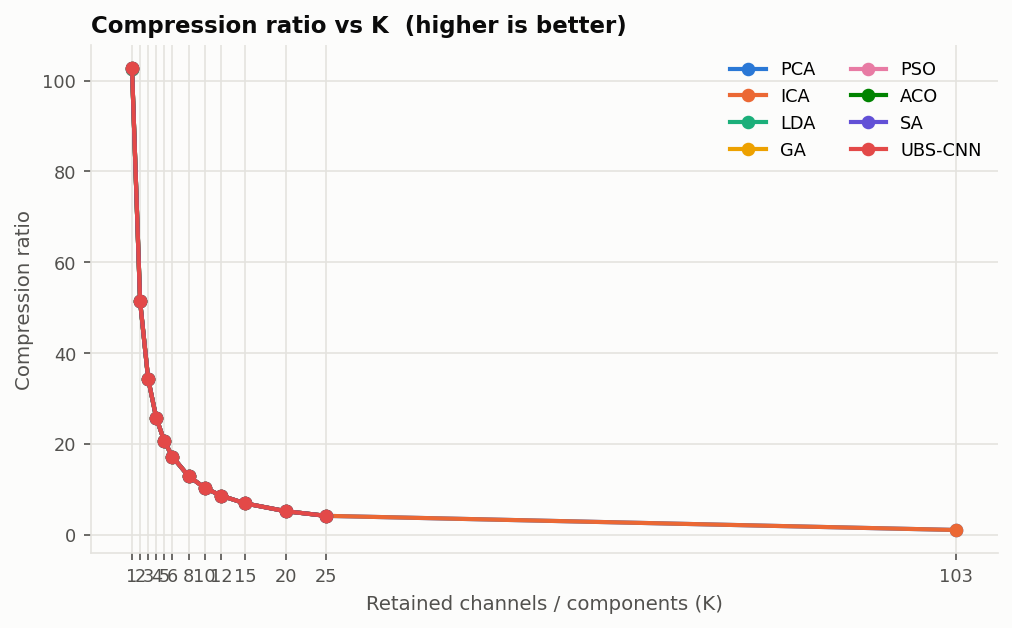 Compression ratio vs K  (higher is better)
PCA
ICA
LDA
GA
PSO
ACO
SA
UBS-CNN
Compression ratio
100
80
60
40
20
0
1 2 3 4 5 6 8 10 12 15 20 25 103
Retained channels / components (K)